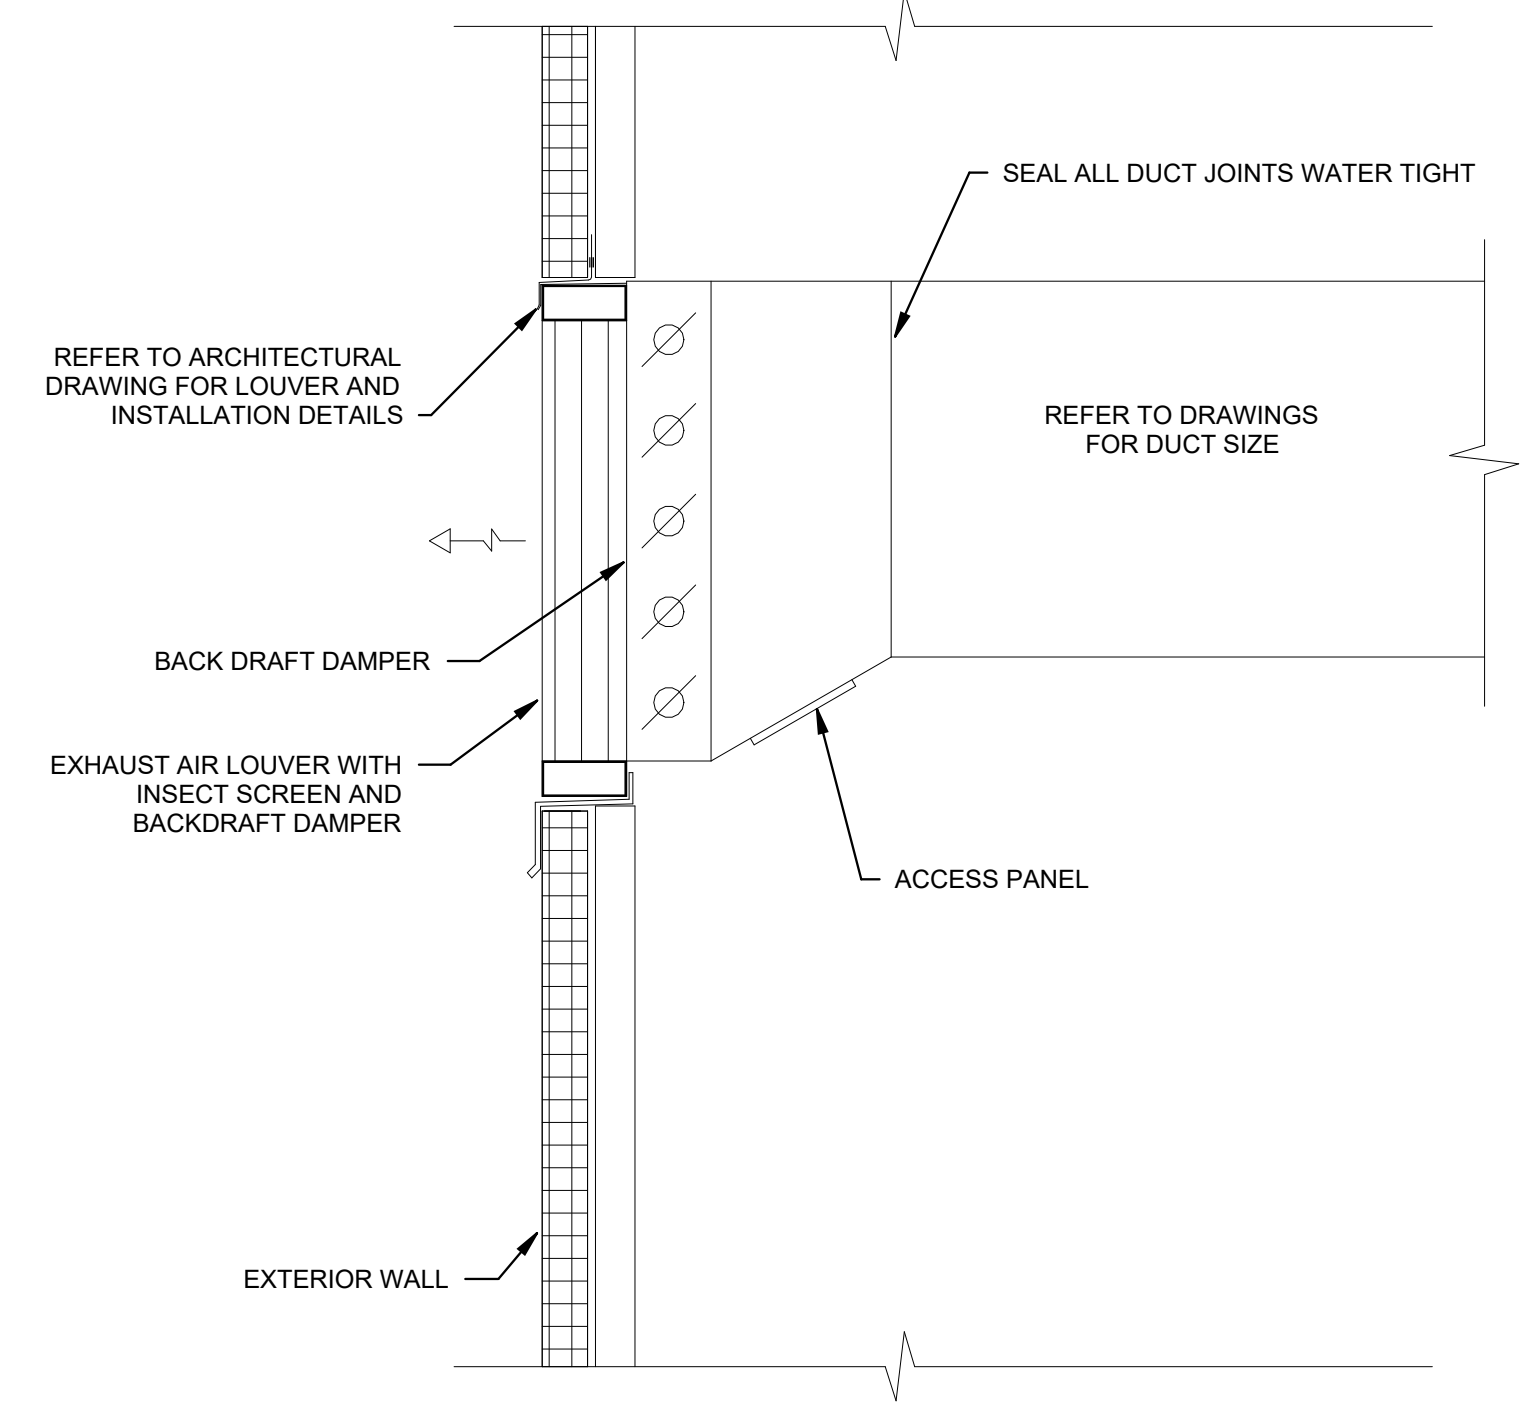 SEAL ALL DUCT JOINTS WATER TIGHT
REFER TO ARCHITECTURAL
DRAWING FOR LOUVER AND
INSTALLATION DETAILS
REFER TO DRAWINGS
FOR DUCT SIZE
BACK DRAFT DAMPER
EXHAUST AIR LOUVER WITH
INSECT SCREEN AND
BACKDRAFT DAMPER
ACCESS PANEL
EXTERIOR WALL